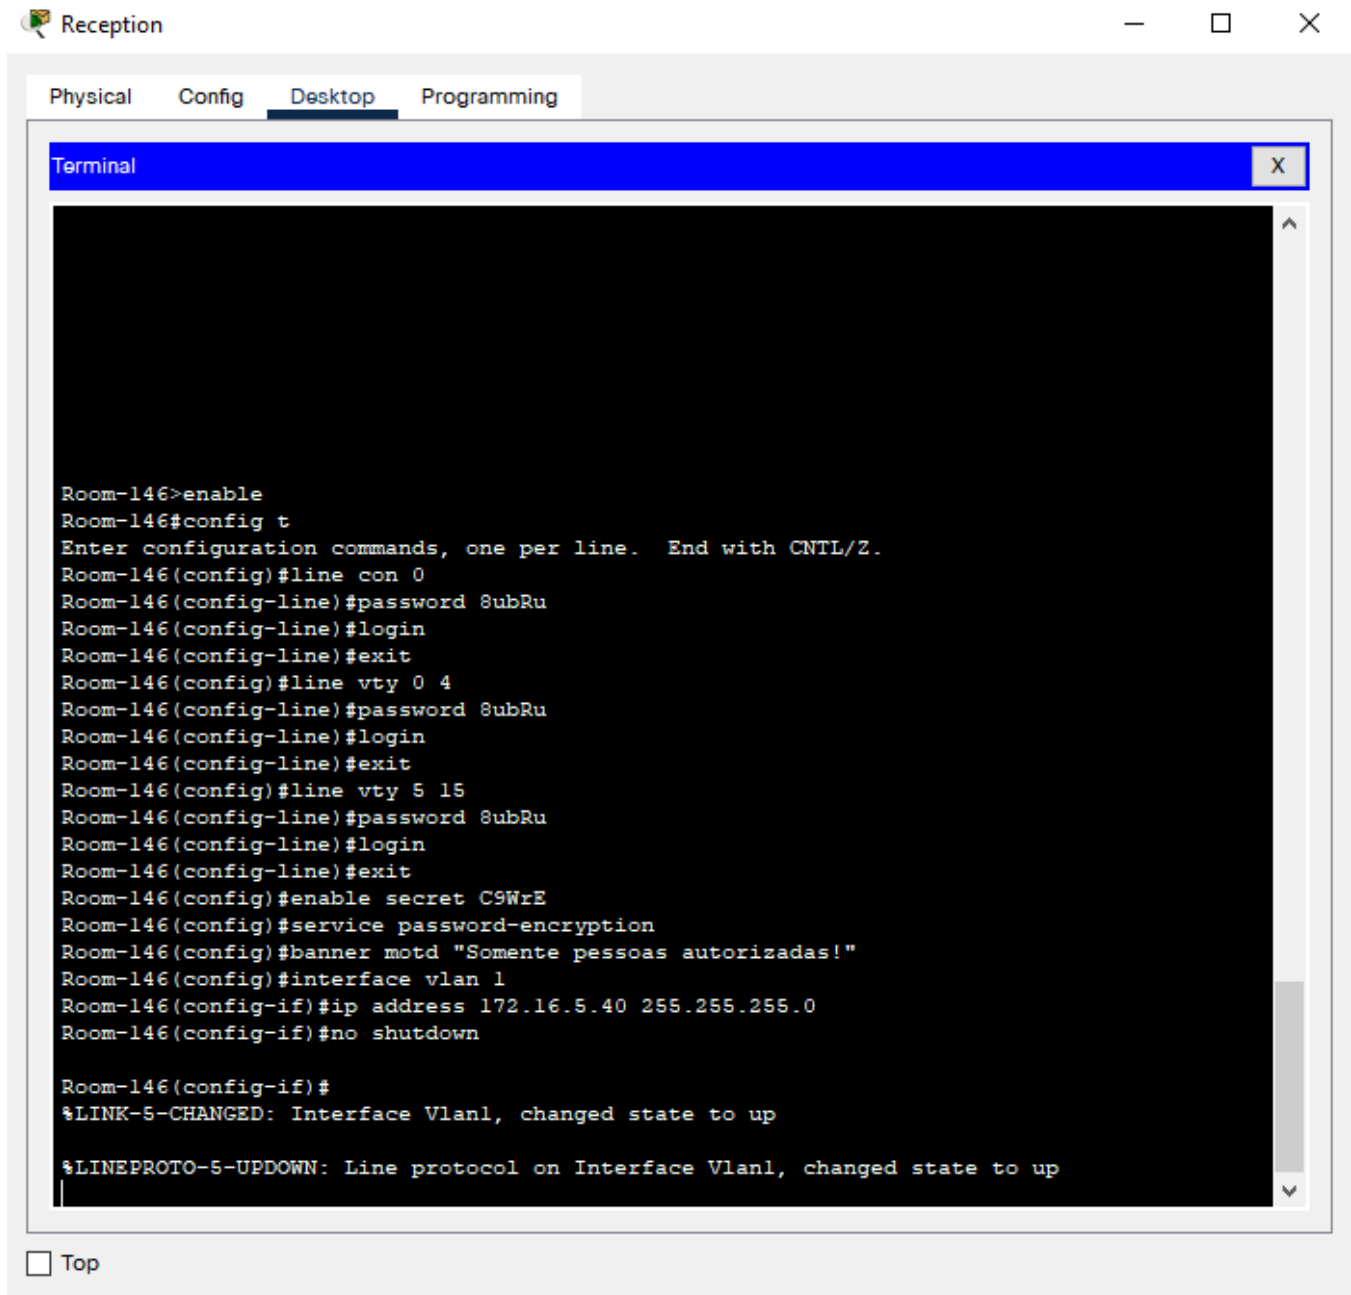 Reception
Physical Config Desktop Programming
Terminal
X
Room-146>enable
Room-146#config t
Enter configuration commands, one per line.  End with CNTL/Z.
Room-146(config)#line con 0
Room-146(config-line)#password 8ubRu
Room-146(config-line)#login
Room-146(config-line)#exit
Room-146(config)#line vty 0 4
Room-146(config-line)#password 8ubRu
Room-146(config-line)#login
Room-146(config-line)#exit
Room-146(config)#line vty 5 15
Room-146(config-line)#password 8ubRu
Room-146(config-line)#login
Room-146(config-line)#exit
Room-146(config)#enable secret C9WrE
Room-146(config)#service password-encryption
Room-146(config)#banner motd "Somente pessoas autorizadas!"
Room-146(config)#interface vlan 1
Room-146(config-if)#ip address 172.16.5.40 255.255.255.0
Room-146(config-if)#no shutdown
Room-146(config-if)#
%LINK-5-CHANGED: Interface Vlan1, changed state to up
%LINEPROTO-5-UPDOWN: Line protocol on Interface Vlan1, changed state to up
Top